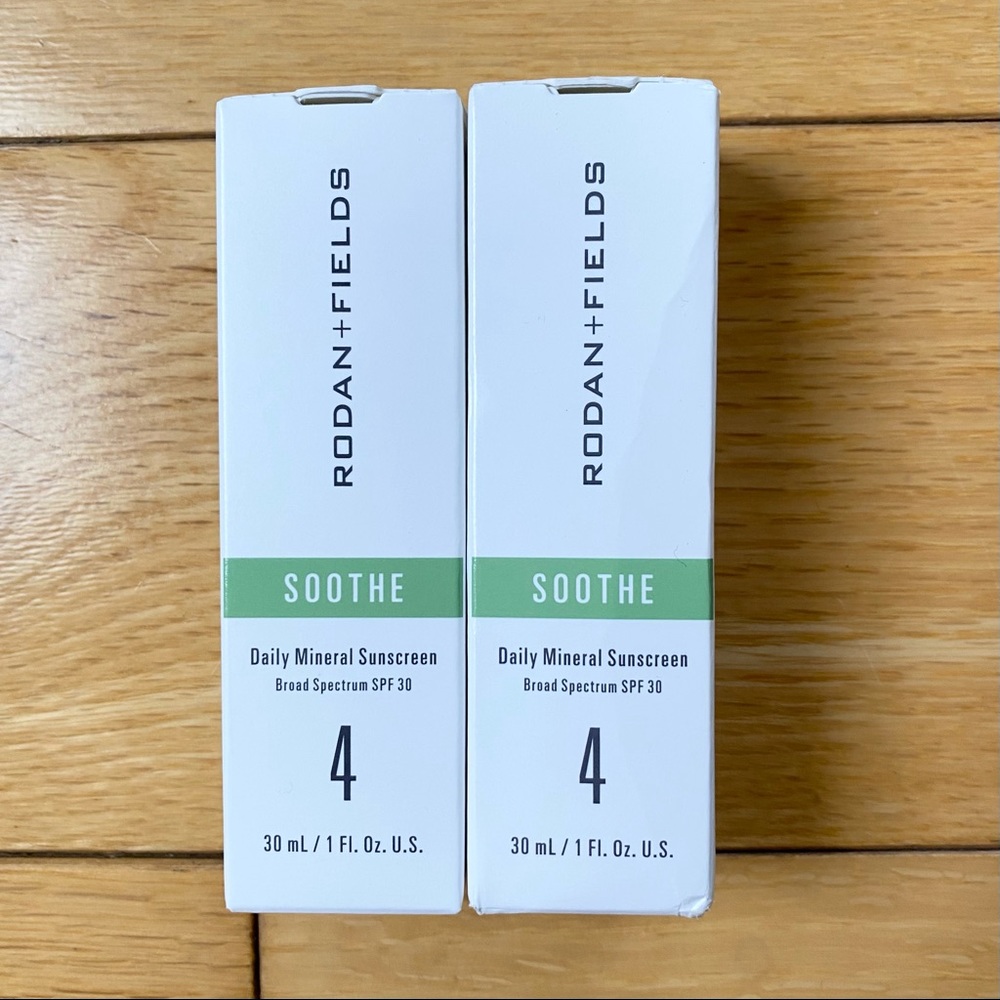 RODAN+FIELDS
SOOTHE
Daily Mineral Sunscreen
Broad Spectrum SPF 30
4
30 mL / 1 Fl. Oz. U.S.
RODAN+FIELDS
SOOTHE
Daily Mineral Sunscreen
Broad Spectrum SPF 30
4
30 mL / 1 Fl. Oz. U.S.